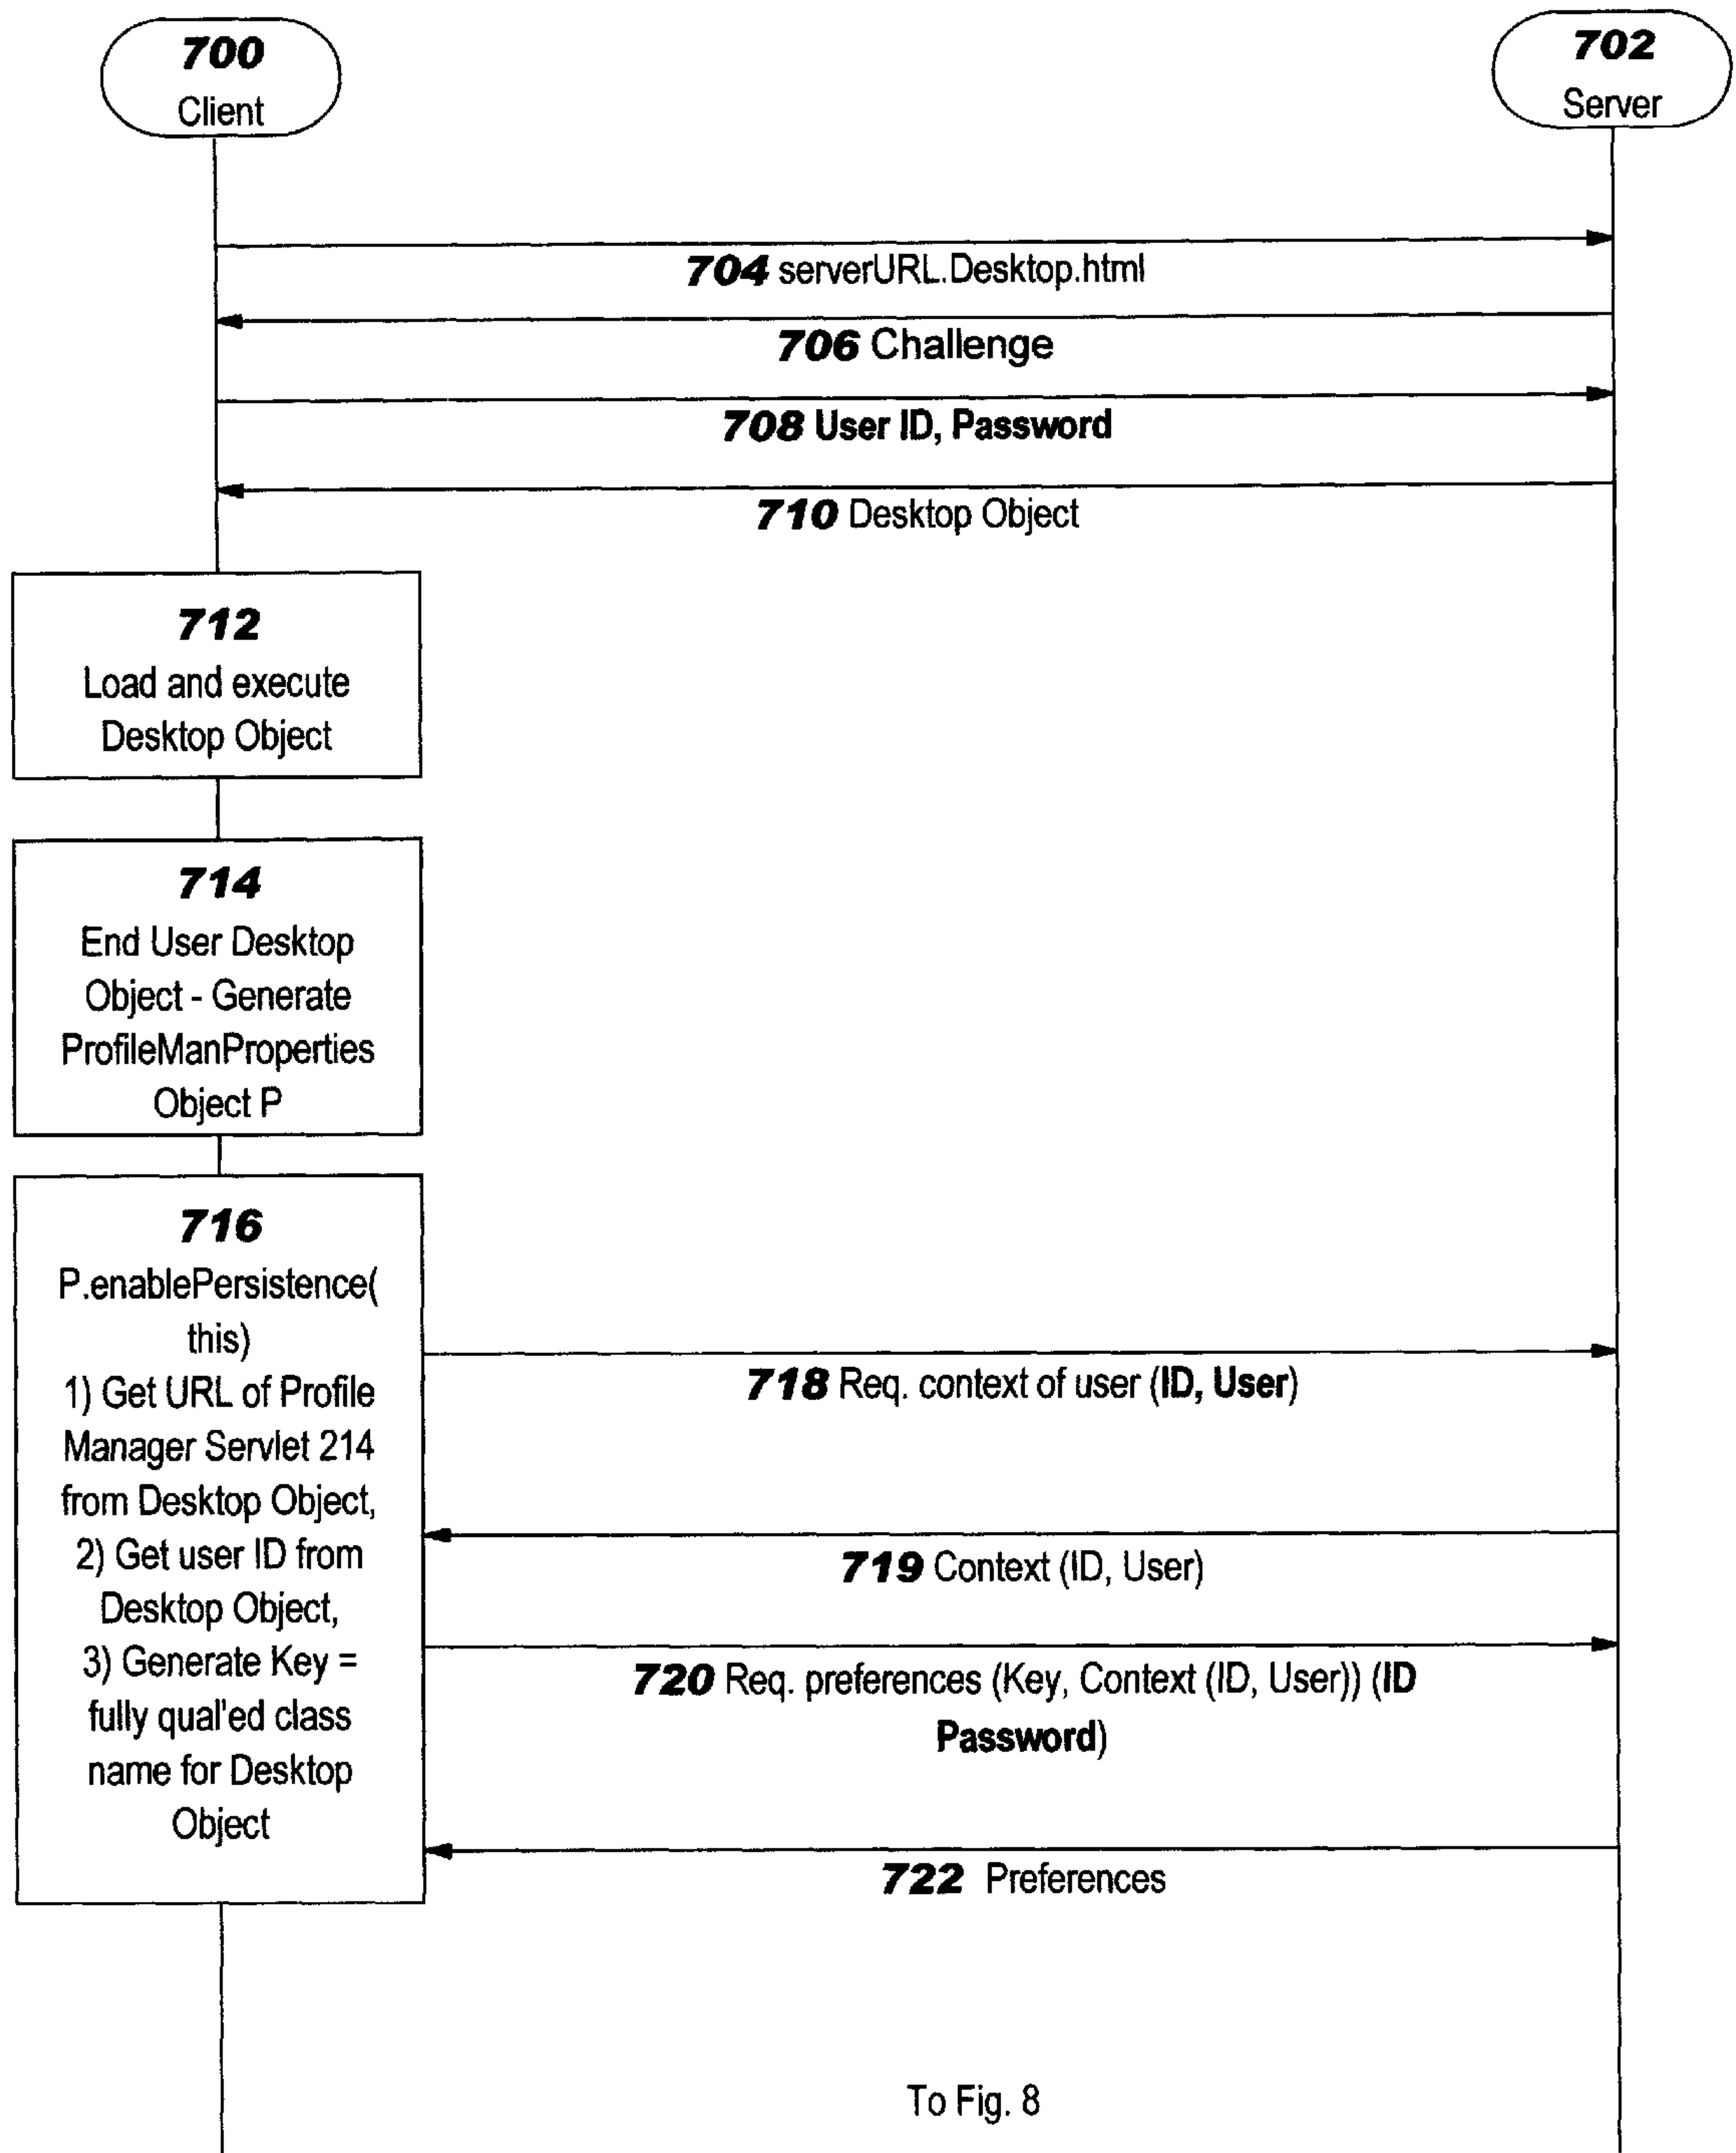 700
Client
702
Server
704 serverURL.Desktop.html
706 Challenge
708 User ID, Password
710 Desktop Object
712
Load and execute
Desktop Object
714
End User Desktop
Object - Generate
ProfileManProperties
Object P
716
P.enablePersistence(
this)
1) Get URL of Profile
Manager Servlet 214
from Desktop Object,
2) Get user ID from
Desktop Object,
3) Generate Key =
fully qual'ed class
name for Desktop
Object
718 Req. context of user (ID, User)
719 Context (ID, User)
720 Req. preferences (Key, Context (ID, User)) (ID
Password)
722 Preferences
To Fig. 8